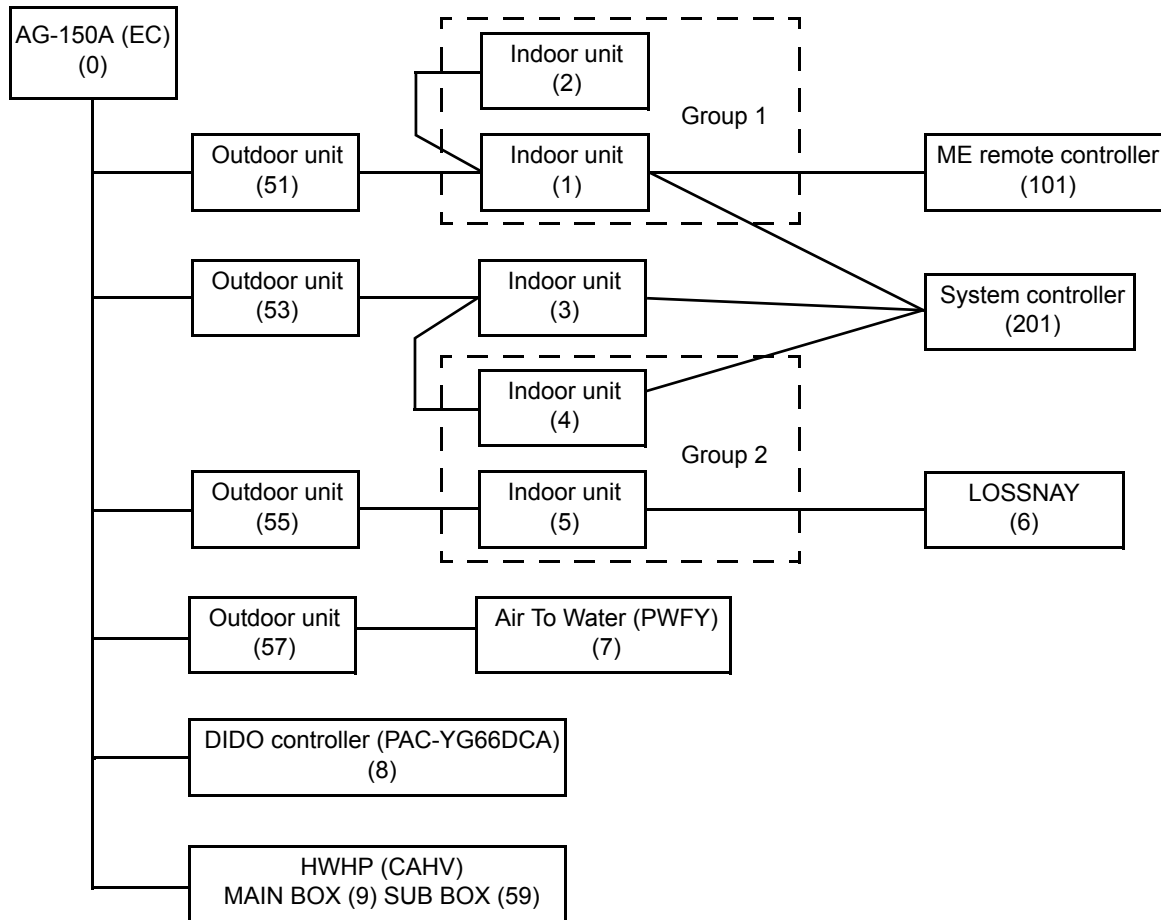 AG-150A (EC)
(0)
Indoor unit
(2)
Group 1
Outdoor unit
(51)
Indoor unit
(1)
ME remote controller
(101)
Outdoor unit
(53)
Indoor unit
(3)
System controller
(201)
Indoor unit
(4)
Group 2
Outdoor unit
(55)
Indoor unit
(5)
LOSSNAY
(6)
Outdoor unit
(57)
Air To Water (PWFY)
(7)
DIDO controller (PAC-YG66DCA)
(8)
HWHP (CAHV)
MAIN BOX (9) SUB BOX (59)